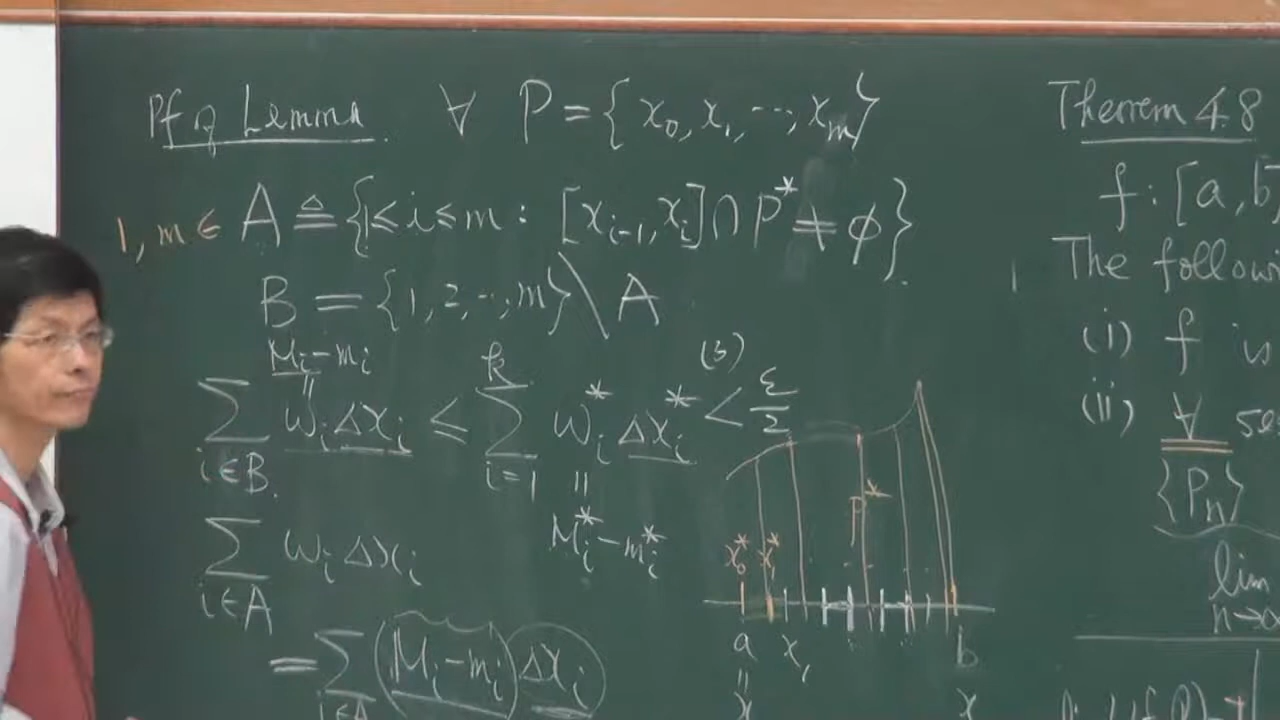 Pf of Lemma. ∀ P = {x₀, x₁, ⋯, xₘ}
1, m ∈ A ≜ {1 ≤ i ≤ m : [xᵢ₋₁, xᵢ] ∩ P* ≠ ϕ}.
B = {1, 2, ⋯, m} \ A
Mᵢ - mᵢ
||
∑_{i∈B} ωᵢ Δxᵢ ≤ ∑_{i=1}^{k} ωᵢ* Δxᵢ* < ε/2
||
Mᵢ* - mᵢ*
∑_{i∈A} ωᵢ Δxᵢ
= ∑_{i∈A} (Mᵢ - mᵢ) Δxᵢ
P*
x₀* x₁*
a x₁ b
||
x x
Theorem 4.8
f : [a, b
The followi
(i) f is
(ii) ∀ se
{Pₙ}
lim
n→∞